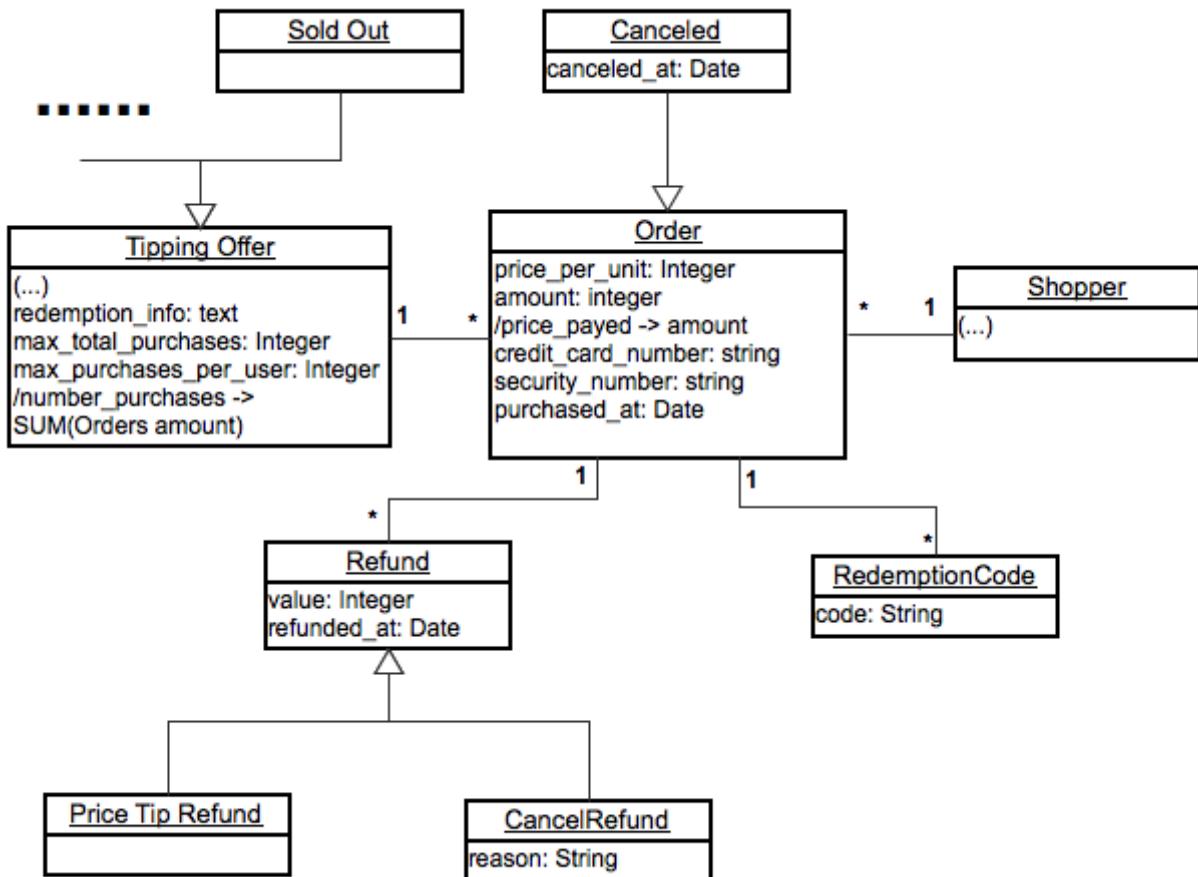 Sold Out
Canceled
canceled_at: Date
......
Tipping Offer
(...)
redemption_info: text
max_total_purchases: Integer
max_purchases_per_user: Integer
/number_purchases ->
SUM(Orders amount)
1
*
Order
price_per_unit: Integer
amount: integer
/price_payed -> amount
credit_card_number: string
security_number: string
purchased_at: Date
*
1
Shopper
(...)
1
*
1
*
Refund
value: Integer
refunded_at: Date
RedemptionCode
code: String
Price Tip Refund
CancelRefund
reason: String